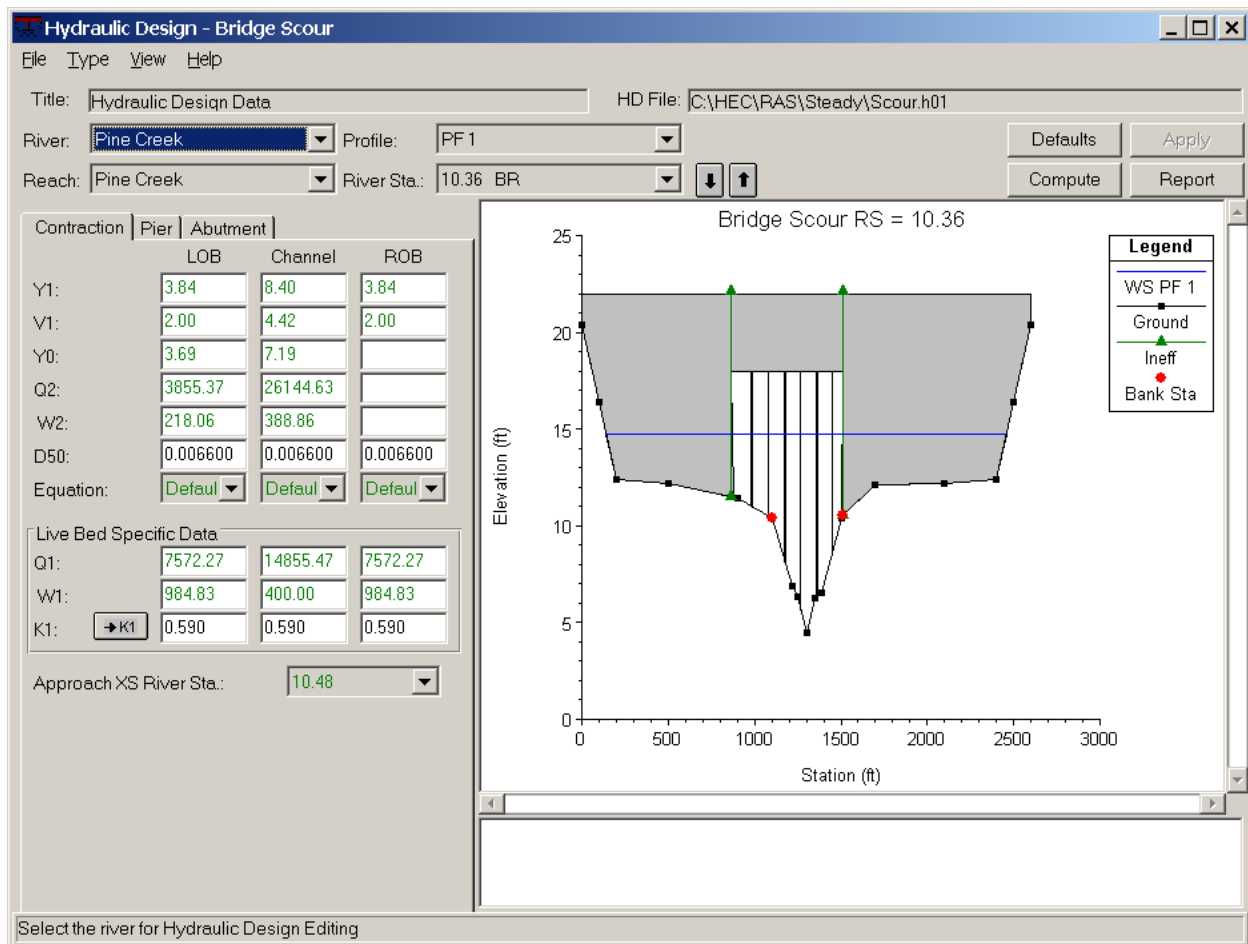 Hydraulic Design - Bridge Scour
File Type View Help
Title: Hydraulic Design Data HD File: C:\HEC\RAS\Steady\Scour.h01
River: Pine Creek Profile: PF 1 Defaults Apply
Reach: Pine Creek River Sta.: 10.36 BR Compute Report
Contraction Pier Abutment
LOB Channel ROB
Y1: 3.84 8.40 3.84
V1: 2.00 4.42 2.00
Y0: 3.69 7.19
Q2: 3855.37 26144.63
W2: 218.06 388.86
D50: 0.006600 0.006600 0.006600
Equation: Defaul Defaul Defaul
Live Bed Specific Data
Q1: 7572.27 14855.47 7572.27
W1: 984.83 400.00 984.83
K1: K1 0.590 0.590 0.590
Approach XS River Sta.: 10.48
Bridge Scour RS = 10.36
Elevation (ft)
25
20
15
10
5
0
0 500 1000 1500 2000 2500 3000
Station (ft)
Legend
WS PF 1
Ground
Ineff
Bank Sta
Select the river for Hydraulic Design Editing